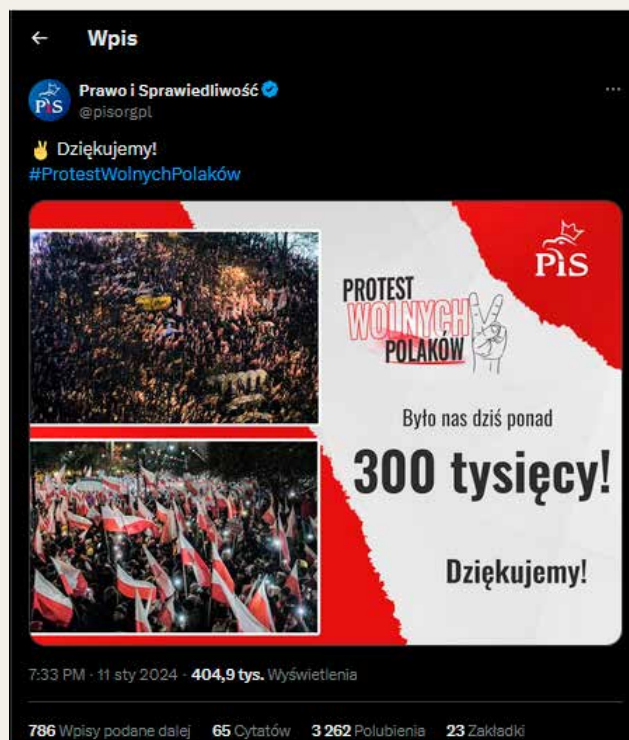 ← Wpis
PiS
Prawo i Sprawiedliwość
@pisorgpl
✌ Dziękujemy!
#ProtestWolnychPolaków
PiS
PROTEST
WOLNYCH
POLAKÓW
Było nas dziś ponad
300 tysięcy!
Dziękujemy!
7:33 PM · 11 sty 2024 · 404,9 tys. Wyświetlenia
786 Wpisy podane dalej 65 Cytatów 3 262 Polubienia 23 Zakładki